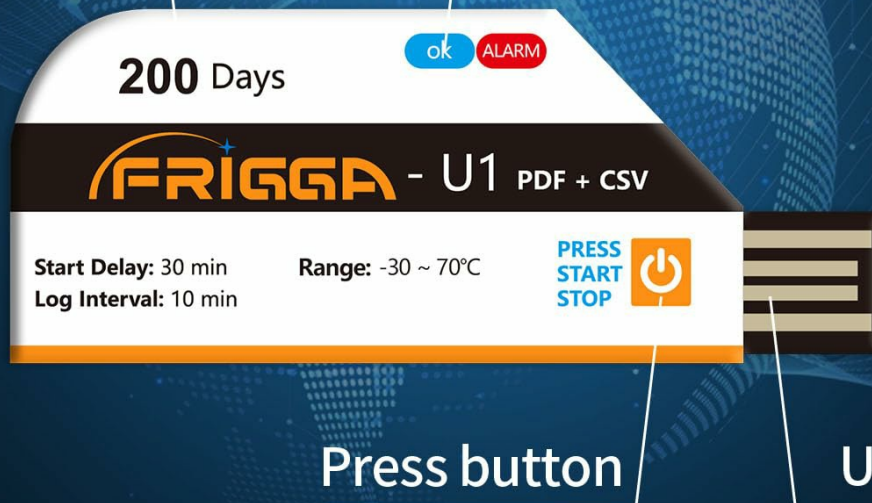 200 Days
ok ALARM
FRIGGA - U1 PDF + CSV
Start Delay: 30 min
Log Interval: 10 min
Range: -30 ~ 70℃
PRESS
START
STOP
Press button
U